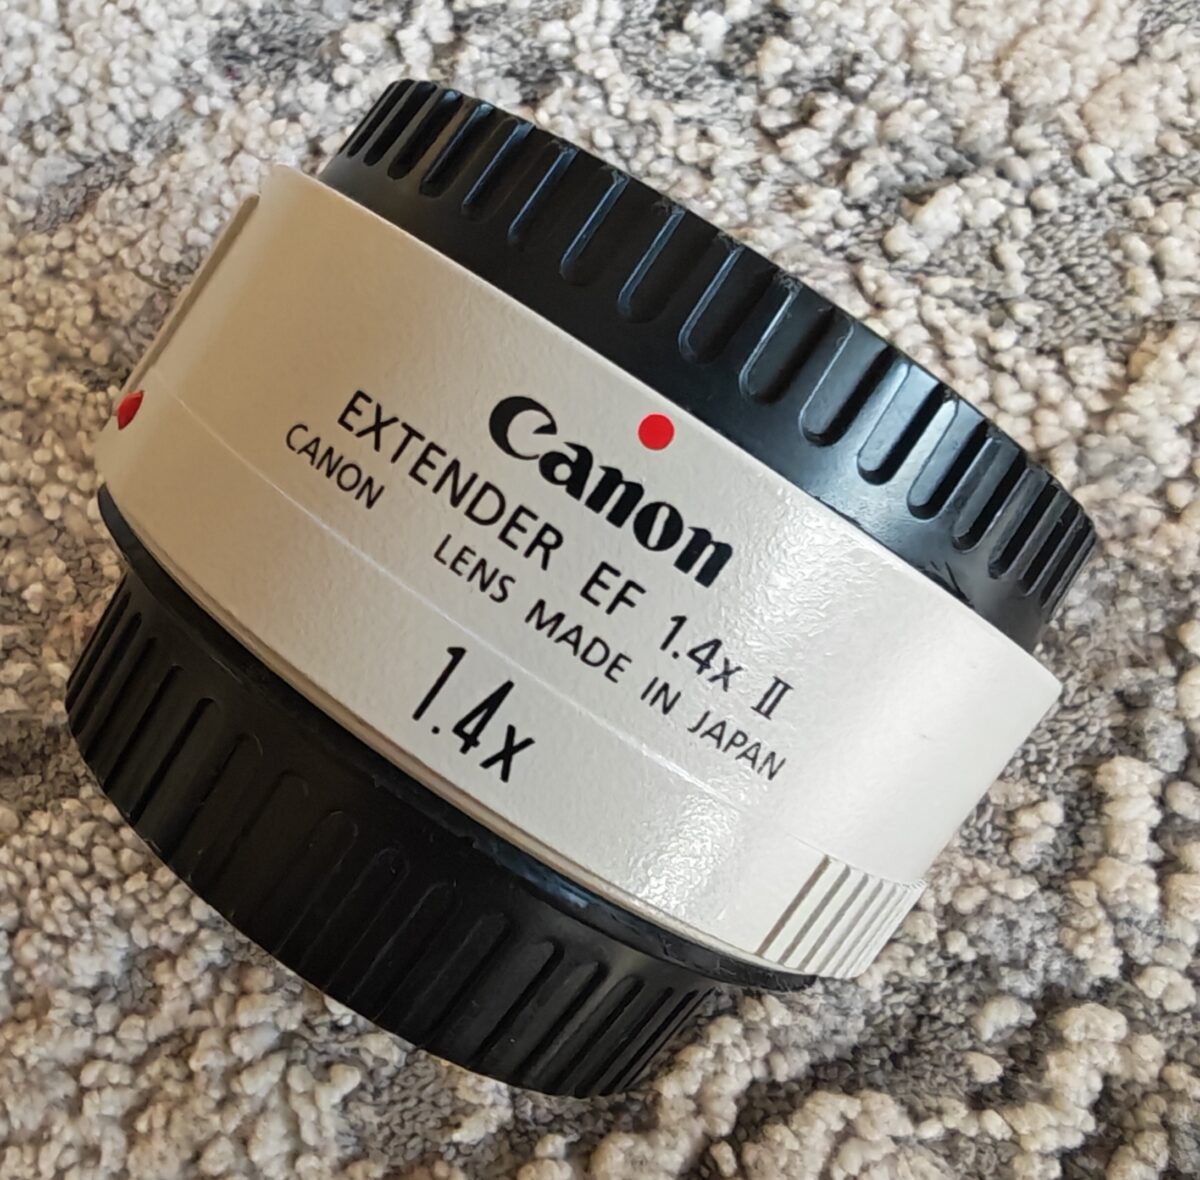 Canon
EXTENDER EF 1.4x II
CANON LENS MADE IN JAPAN
1.4x